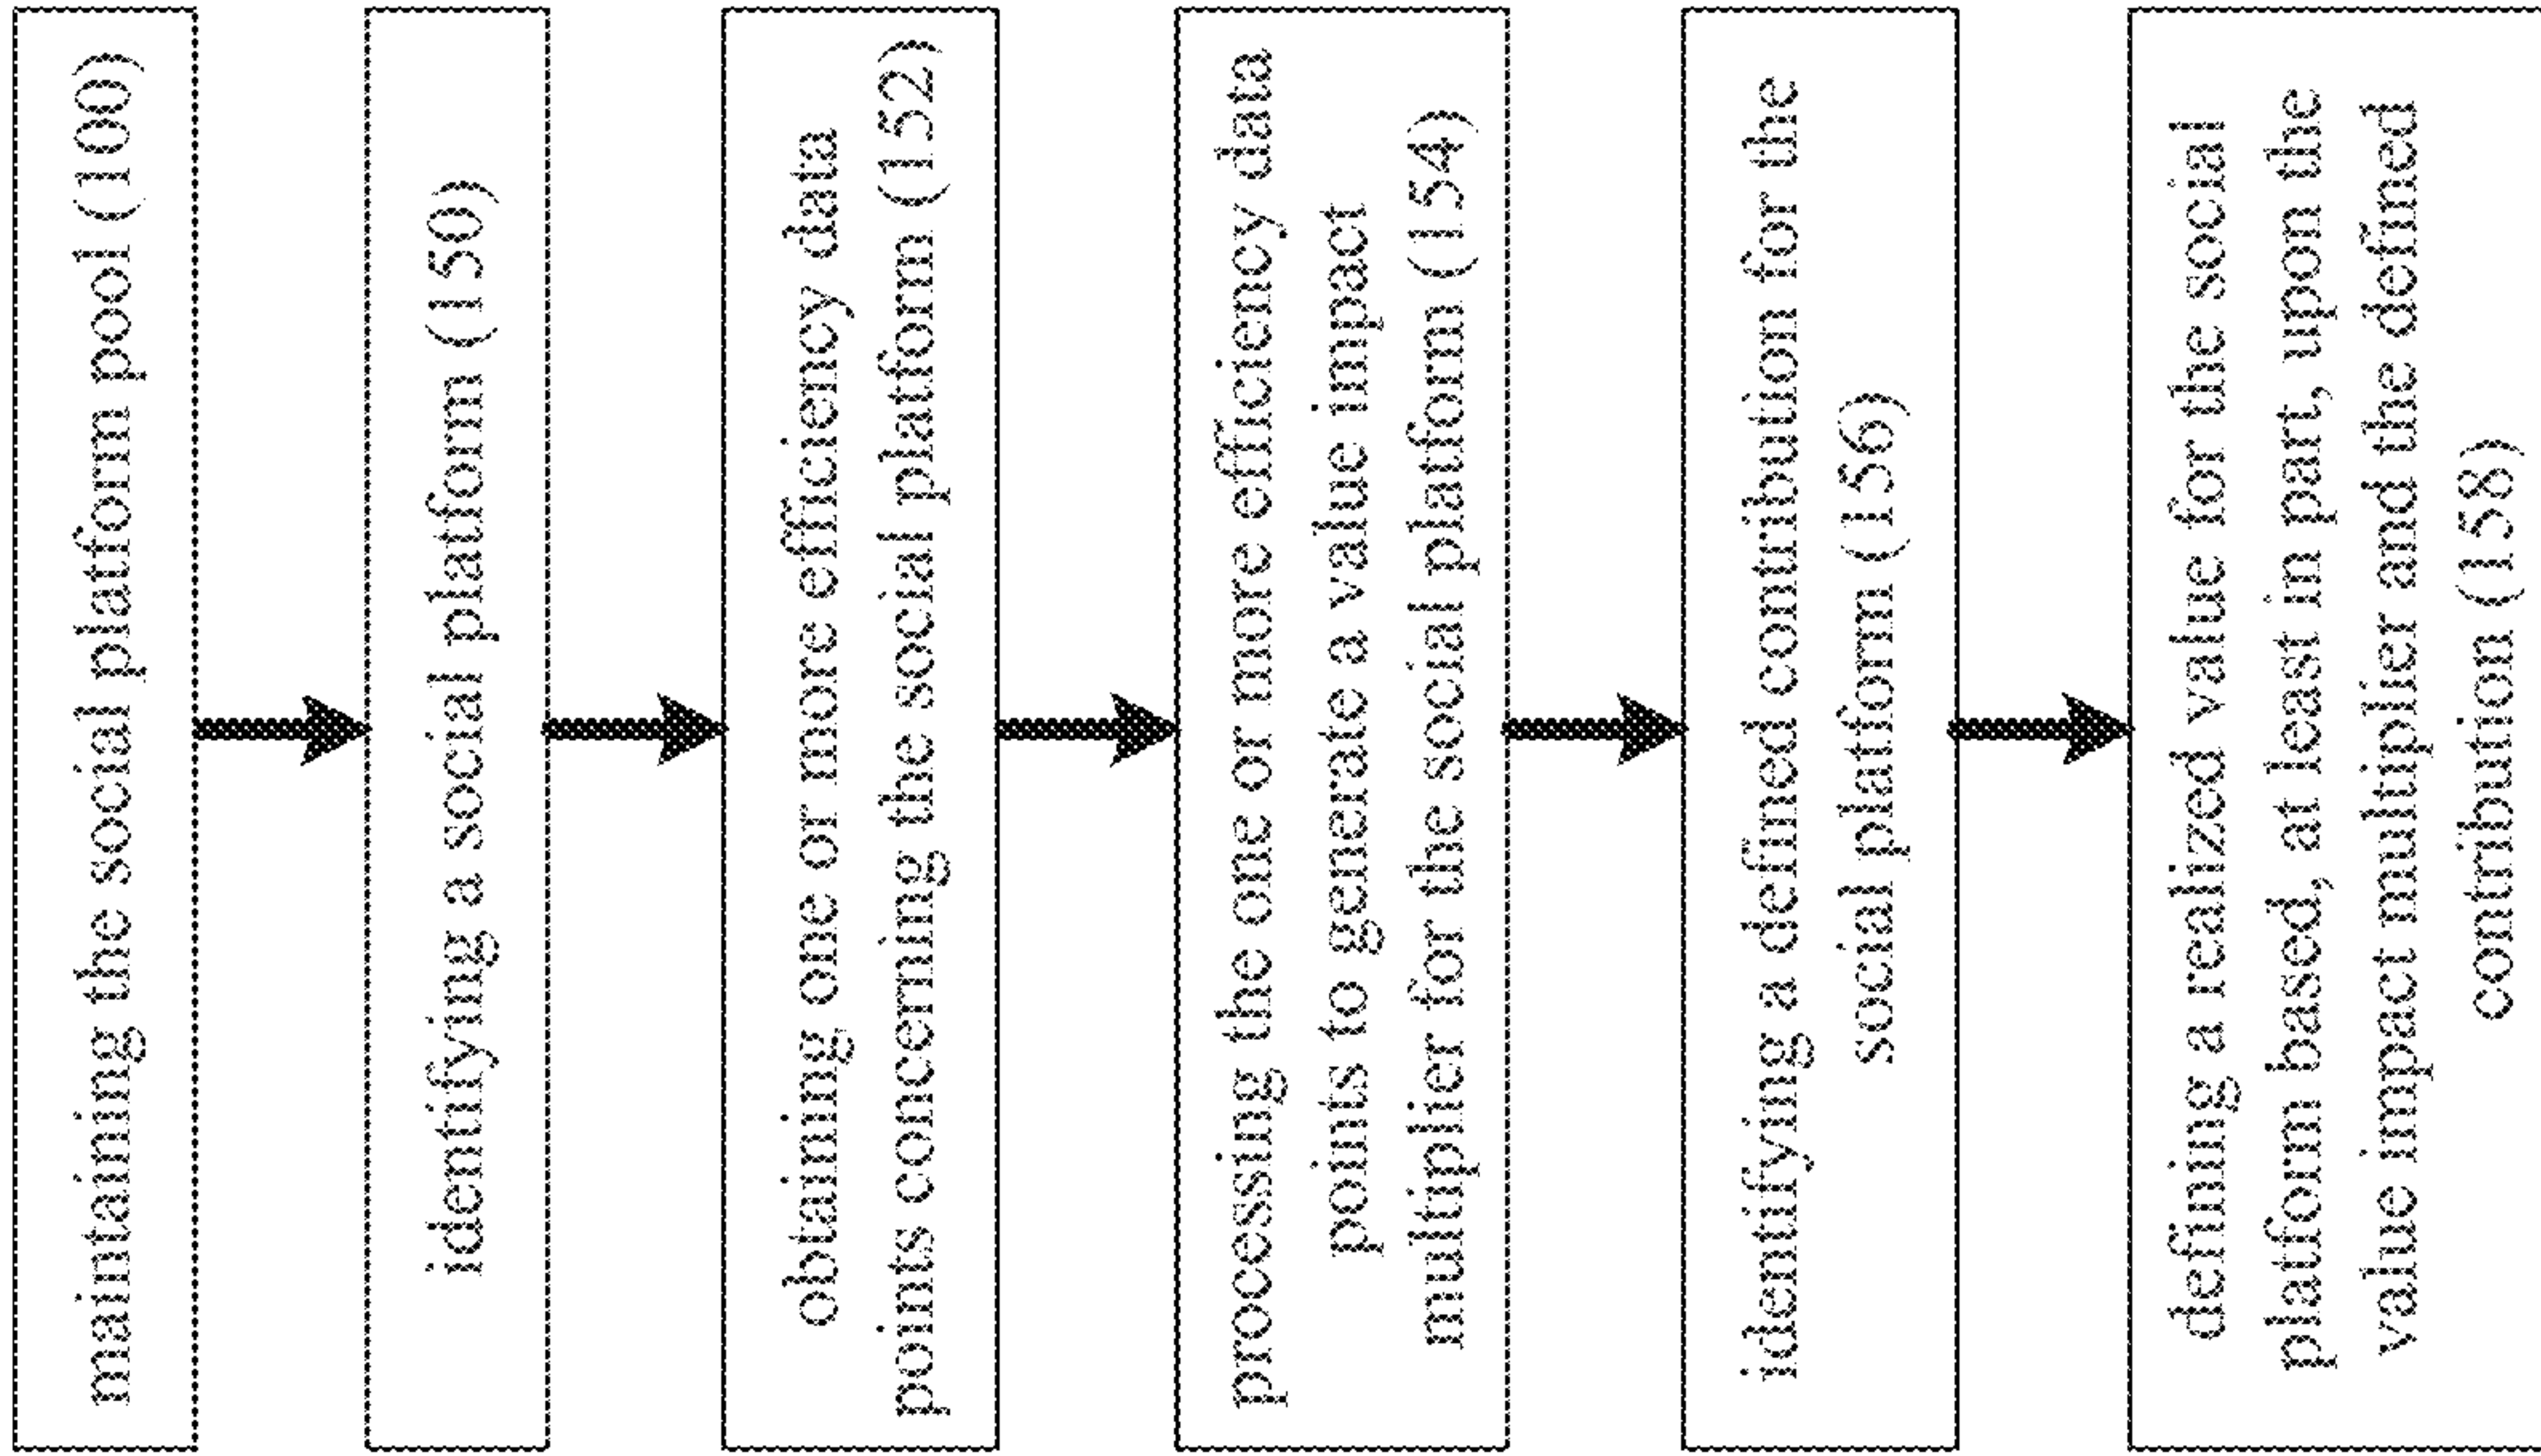 maintaining the social platform pool (100)
identifying a social platform (150)
obtaining one or more efficiency data
points concerning the social platform (152)
processing the one or more efficiency data
points to generate a value impact
multiplier for the social platform (154)
identifying a defined contribution for the
social platform (156)
defining a realized value for the social
platform based, at least in part, upon the
value impact multiplier and the defined
contribution (158)